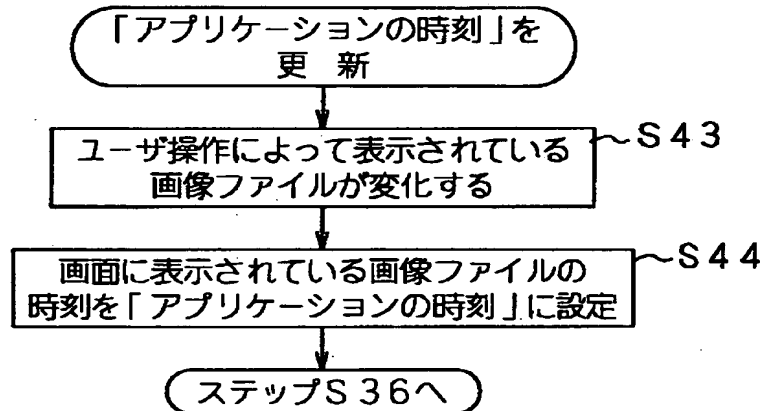 「アプリケーションの時刻」を
更 新
ユーザ操作によって表示されている
画像ファイルが変化する
S43
画面に表示されている画像ファイルの
時刻を「アプリケーションの時刻」に設定
S44
ステップS36へ